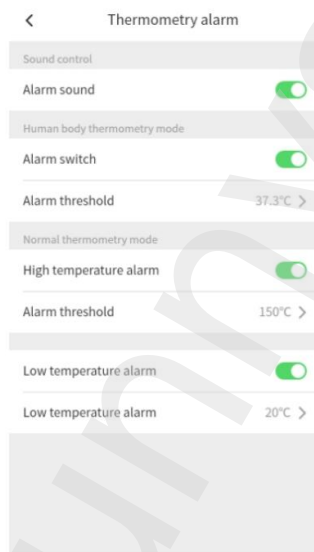 Thermometry alarm
Sound control
Alarm sound
Human body thermometry mode
Alarm switch
Alarm threshold 37.3°C
Normal thermometry mode
High temperature alarm
Alarm threshold 150°C
Low temperature alarm
Low temperature alarm 20°C